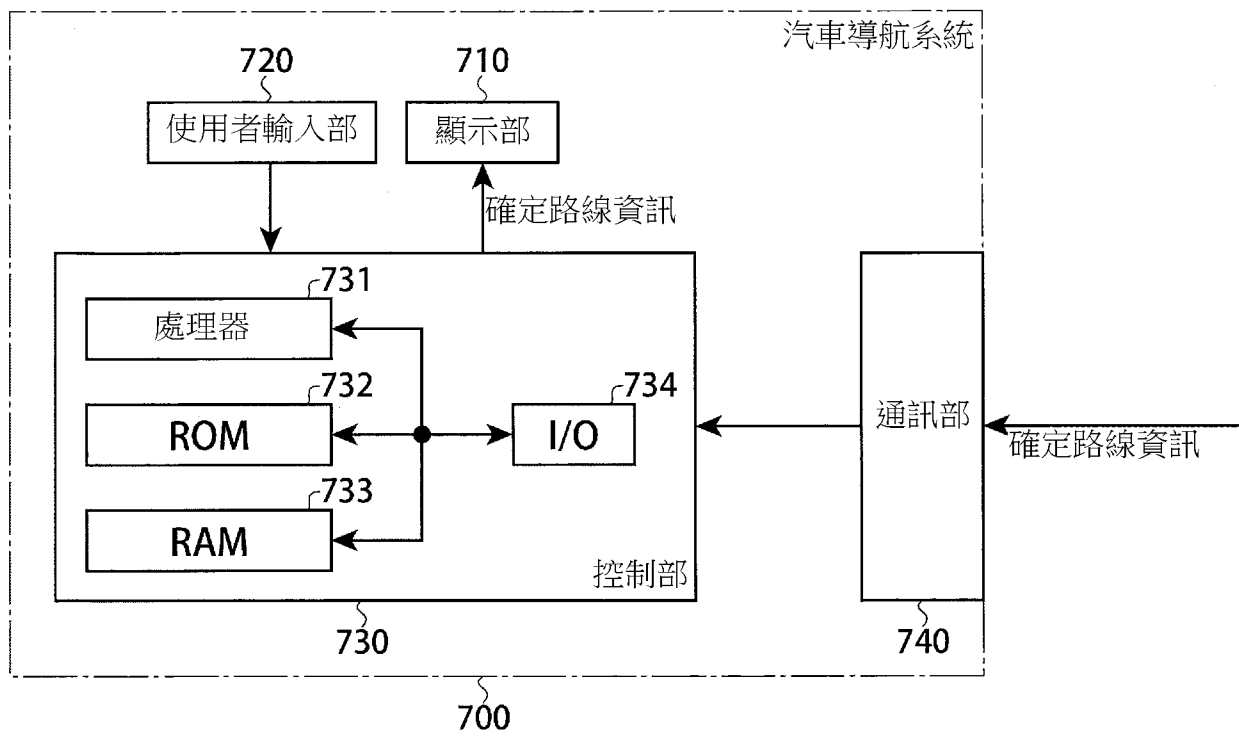 汽車導航系統
720
710
使用者輸入部
顯示部
確定路線資訊
731
處理器
732
734
ROM
I/O
通訊部
確定路線資訊
733
RAM
控制部
730
740
700